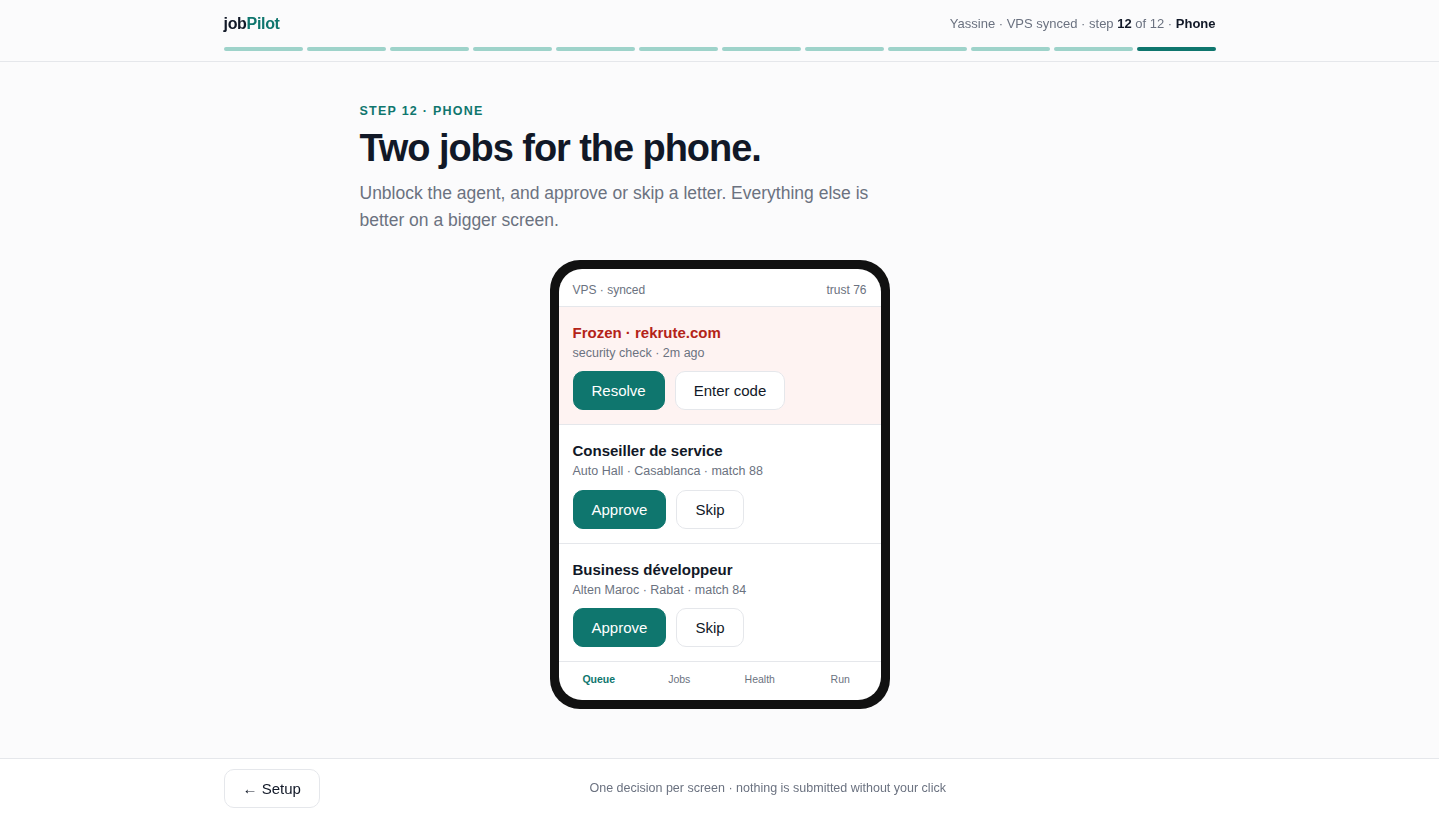 jobPilot
Yassine · VPS synced · step 12 of 12 · Phone
STEP 12 · PHONE
Two jobs for the phone.
Unblock the agent, and approve or skip a letter. Everything else is
better on a bigger screen.
VPS · synced
trust 76
Frozen · rekrute.com
security check · 2m ago
Resolve
Enter code
Conseiller de service
Auto Hall · Casablanca · match 88
Approve
Skip
Business développeur
Alten Maroc · Rabat · match 84
Approve
Skip
Queue
Jobs
Health
Run
← Setup
One decision per screen · nothing is submitted without your click